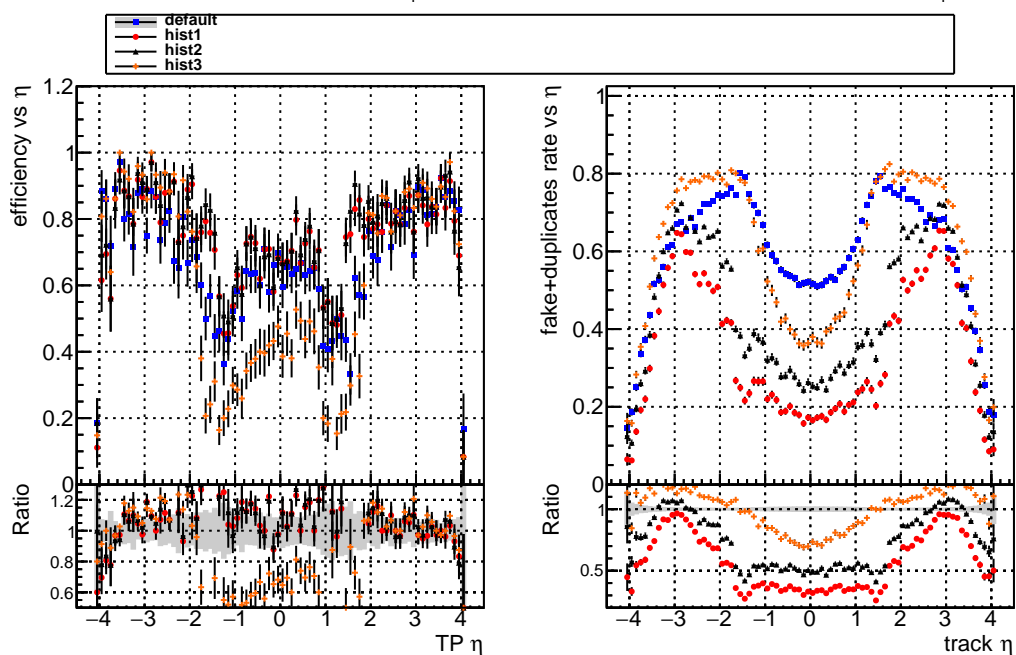 default
hist1
hist2
hist3
efficiency vs η
1.2
1
0.8
0.6
0.4
0.2
0
Ratio
1.2
1
0.8
0.6
−4 −3 −2 −1 0 1 2 3 4
TP η
fake+duplicates rate vs η
1
0.8
0.6
0.4
0.2
0
Ratio
1
0.5
−4 −3 −2 −1 0 1 2 3 4
track η